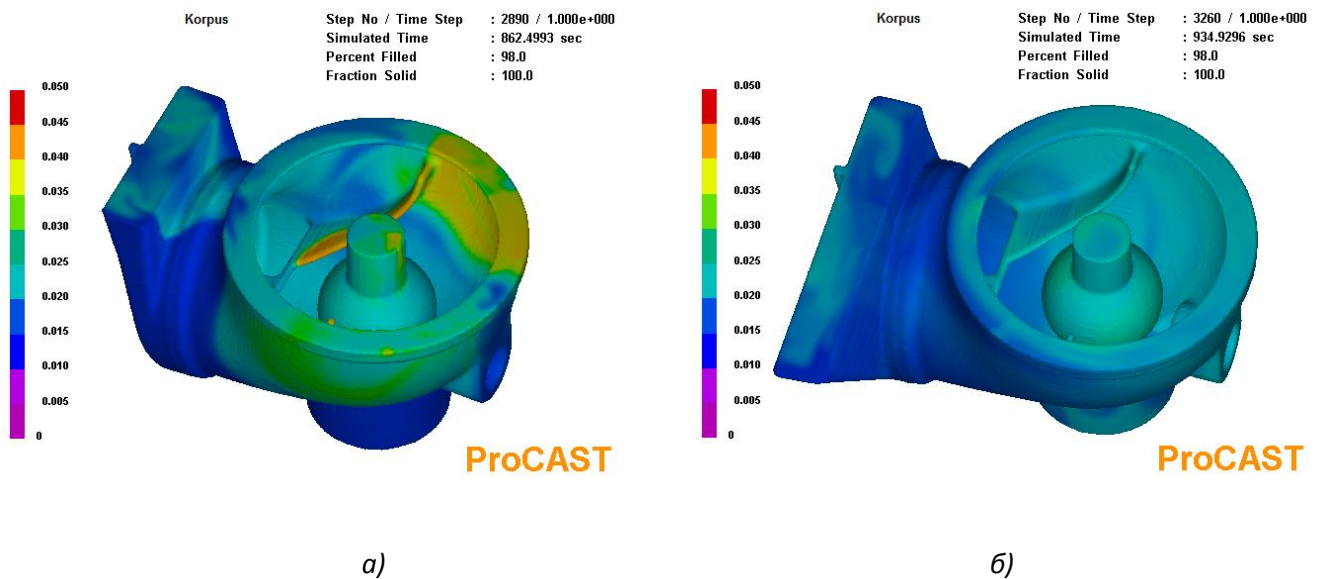 Korpus
Step No / Time Step : 2890 / 1.000e+000
Simulated Time : 862.4993 sec
Percent Filled : 98.0
Fraction Solid : 100.0
0.050
0.045
0.040
0.035
0.030
0.025
0.020
0.015
0.010
0.005
0
ProCAST
а)
Korpus
Step No / Time Step : 3260 / 1.000e+000
Simulated Time : 934.9296 sec
Percent Filled : 98.0
Fraction Solid : 100.0
0.050
0.045
0.040
0.035
0.030
0.025
0.020
0.015
0.010
0.005
0
ProCAST
б)